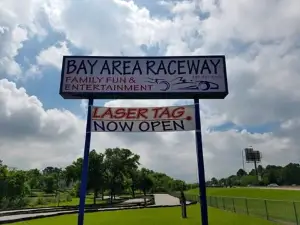 BAY AREA RACEWAY
FAMILY FUN &
ENTERTAINMENT
LASER TAG
NOW OPEN